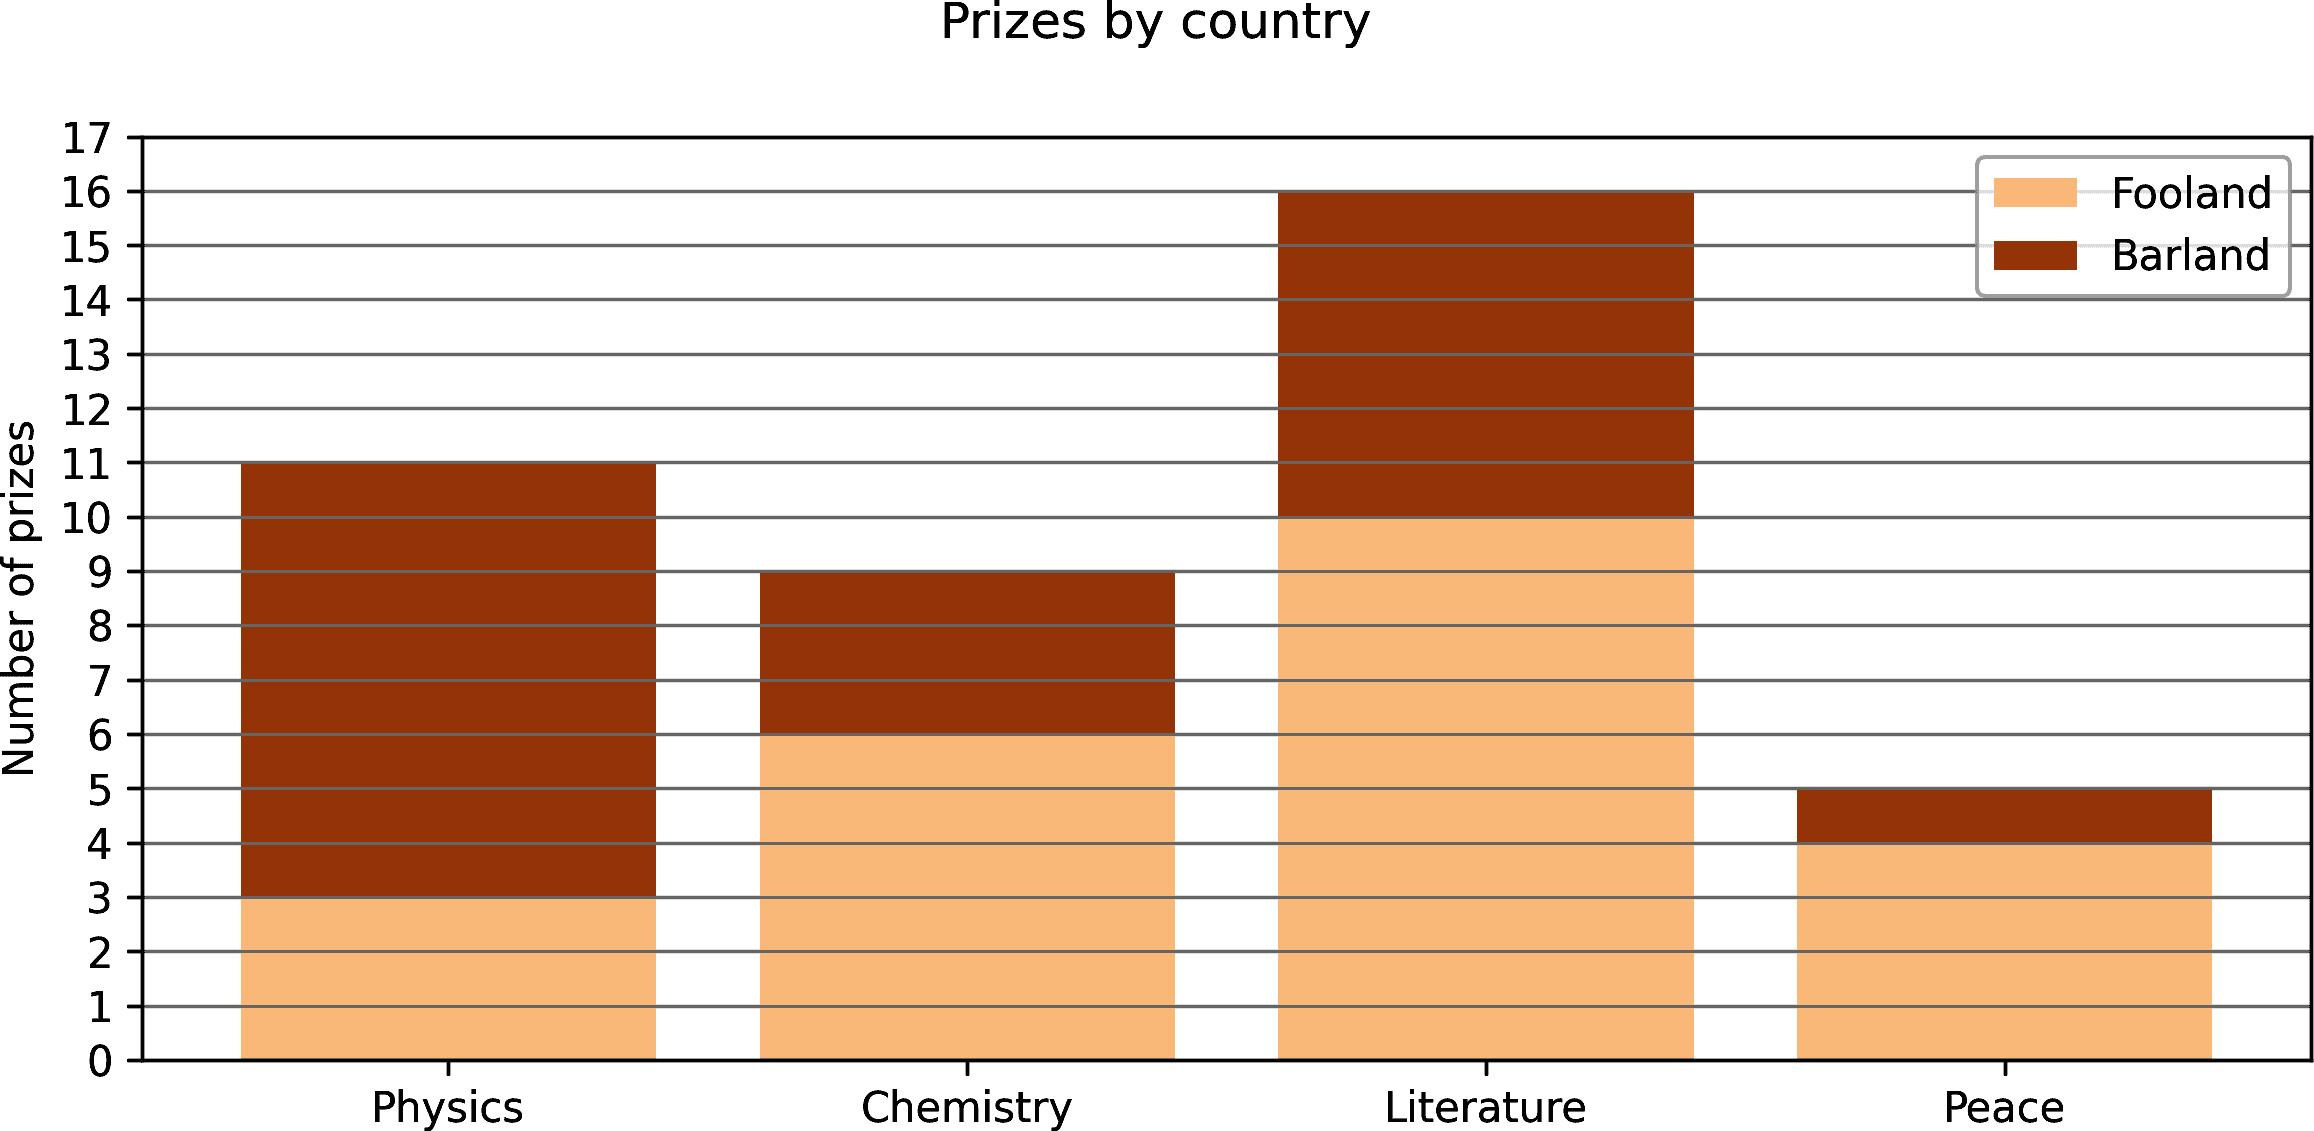 Prizes by country
Number of prizes
17
16
15
14
13
12
11
10
9
8
7
6
5
4
3
2
1
0
Fooland
Barland
Physics
Chemistry
Literature
Peace